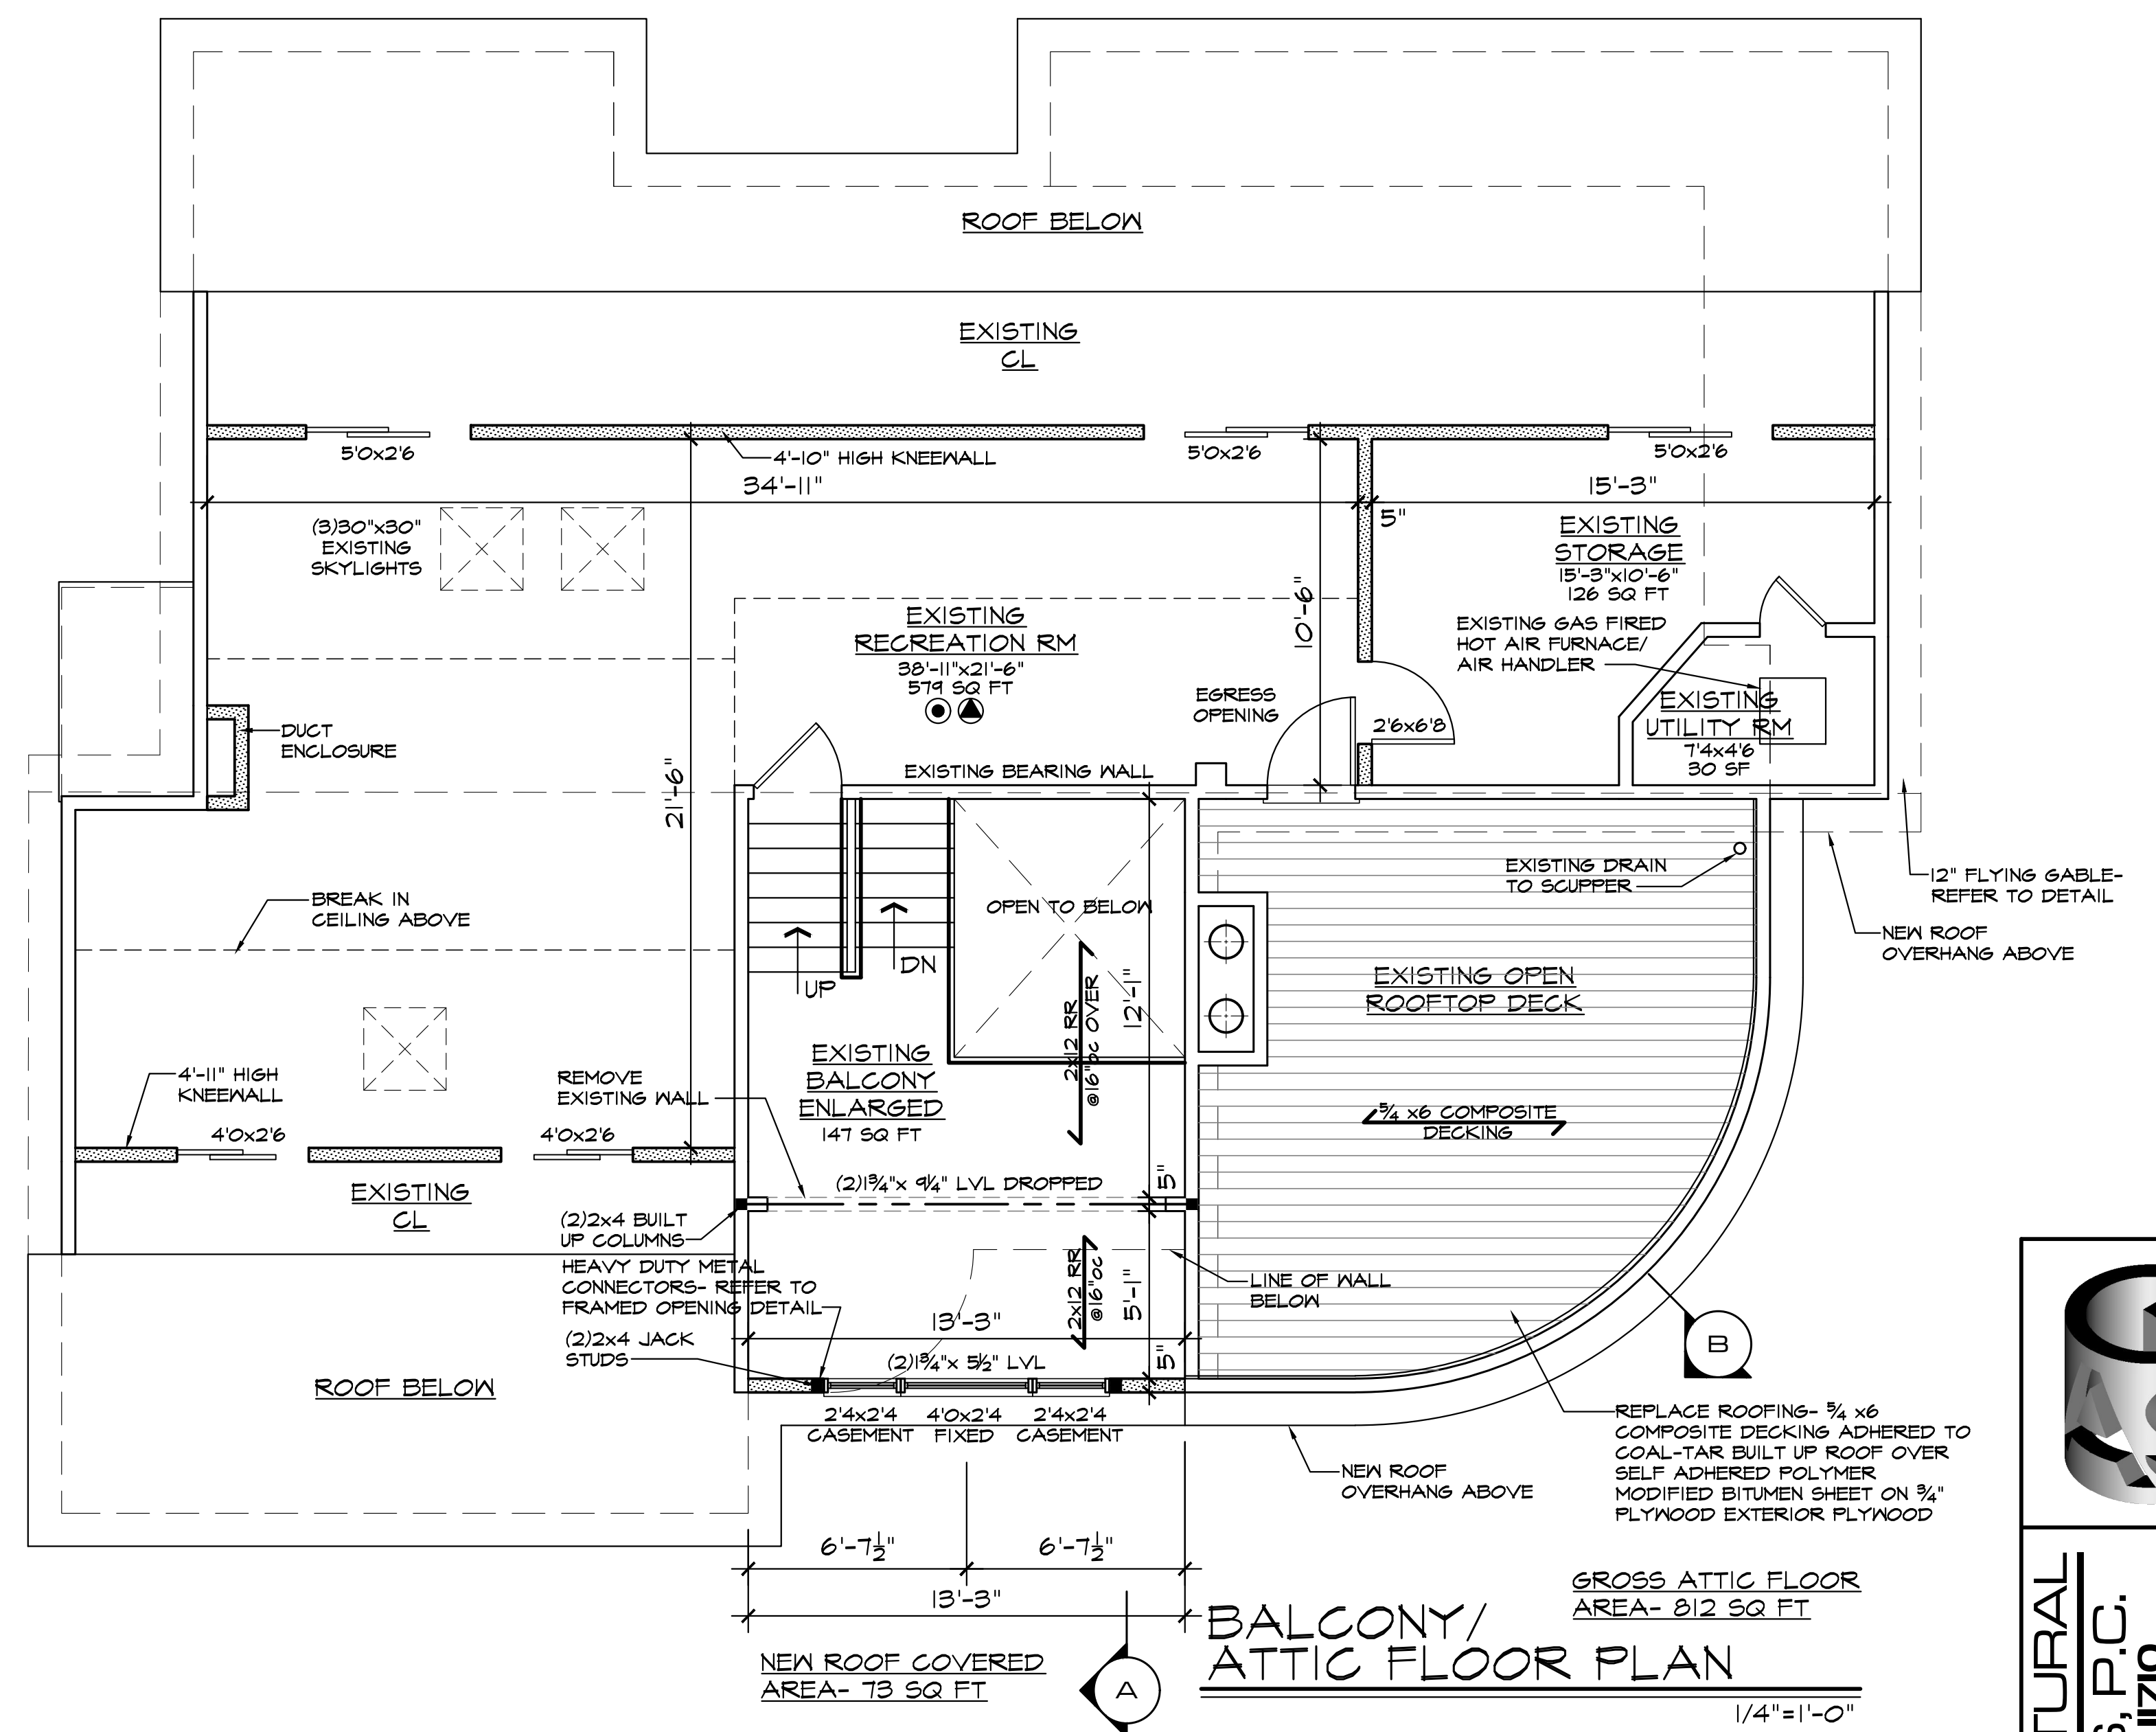 ROOF BELOW
EXISTING
CL
5'0x2'6
4'-10" HIGH KNEEWALL
5'0x2'6
5'0x2'6
34'-11"
5"
15'-3"
(3)30"x30"
EXISTING
SKYLIGHTS
EXISTING
STORAGE
15'-3"x10'-6"
126 SQ FT
10'-6"
EXISTING
RECREATION RM
38'-11"x21'-6"
579 SQ FT
EXISTING GAS FIRED
HOT AIR FURNACE/
AIR HANDLER
EGRESS
OPENING
2'6x6'8
EXISTING
UTILITY RM
7'4x4'6
30 SF
DUCT
ENCLOSURE
21'-6"
EXISTING BEARING WALL
EXISTING DRAIN
TO SCUPPER
12" FLYING GABLE-
REFER TO DETAIL
NEW ROOF
OVERHANG ABOVE
BREAK IN
CEILING ABOVE
OPEN TO BELOW
UP
DN
2x12 RR
@16"oc OVER
12'-1"
EXISTING OPEN
ROOFTOP DECK
EXISTING
BALCONY
ENLARGED
147 SQ FT
4'-11" HIGH
KNEEWALL
REMOVE
EXISTING WALL
5/4 x6 COMPOSITE
DECKING
4'0x2'6
4'0x2'6
(2)1¾"x 9¼" LVL DROPPED
5"
EXISTING
CL
(2)2x4 BUILT
UP COLUMNS
HEAVY DUTY METAL
CONNECTORS- REFER TO
FRAMED OPENING DETAIL
2x12 RR
@16"oc
5'-1"
LINE OF WALL
BELOW
13'-3"
(2)2x4 JACK
STUDS
(2)1¾"x 5½" LVL
5"
B
ROOF BELOW
2'4x2'4
CASEMENT
4'0x2'4
FIXED
2'4x2'4
CASEMENT
REPLACE ROOFING- 5/4 x6
COMPOSITE DECKING ADHERED TO
COAL-TAR BUILT UP ROOF OVER
SELF ADHERED POLYMER
MODIFIED BITUMEN SHEET ON ¾"
PLYWOOD EXTERIOR PLYWOOD
NEW ROOF
OVERHANG ABOVE
6'-7½"
6'-7½"
13'-3"
GROSS ATTIC FLOOR
AREA- 812 SQ FT
NEW ROOF COVERED
AREA- 73 SQ FT
A
BALCONY/
ATTIC FLOOR PLAN
1/4"=1'-0"
P.C.